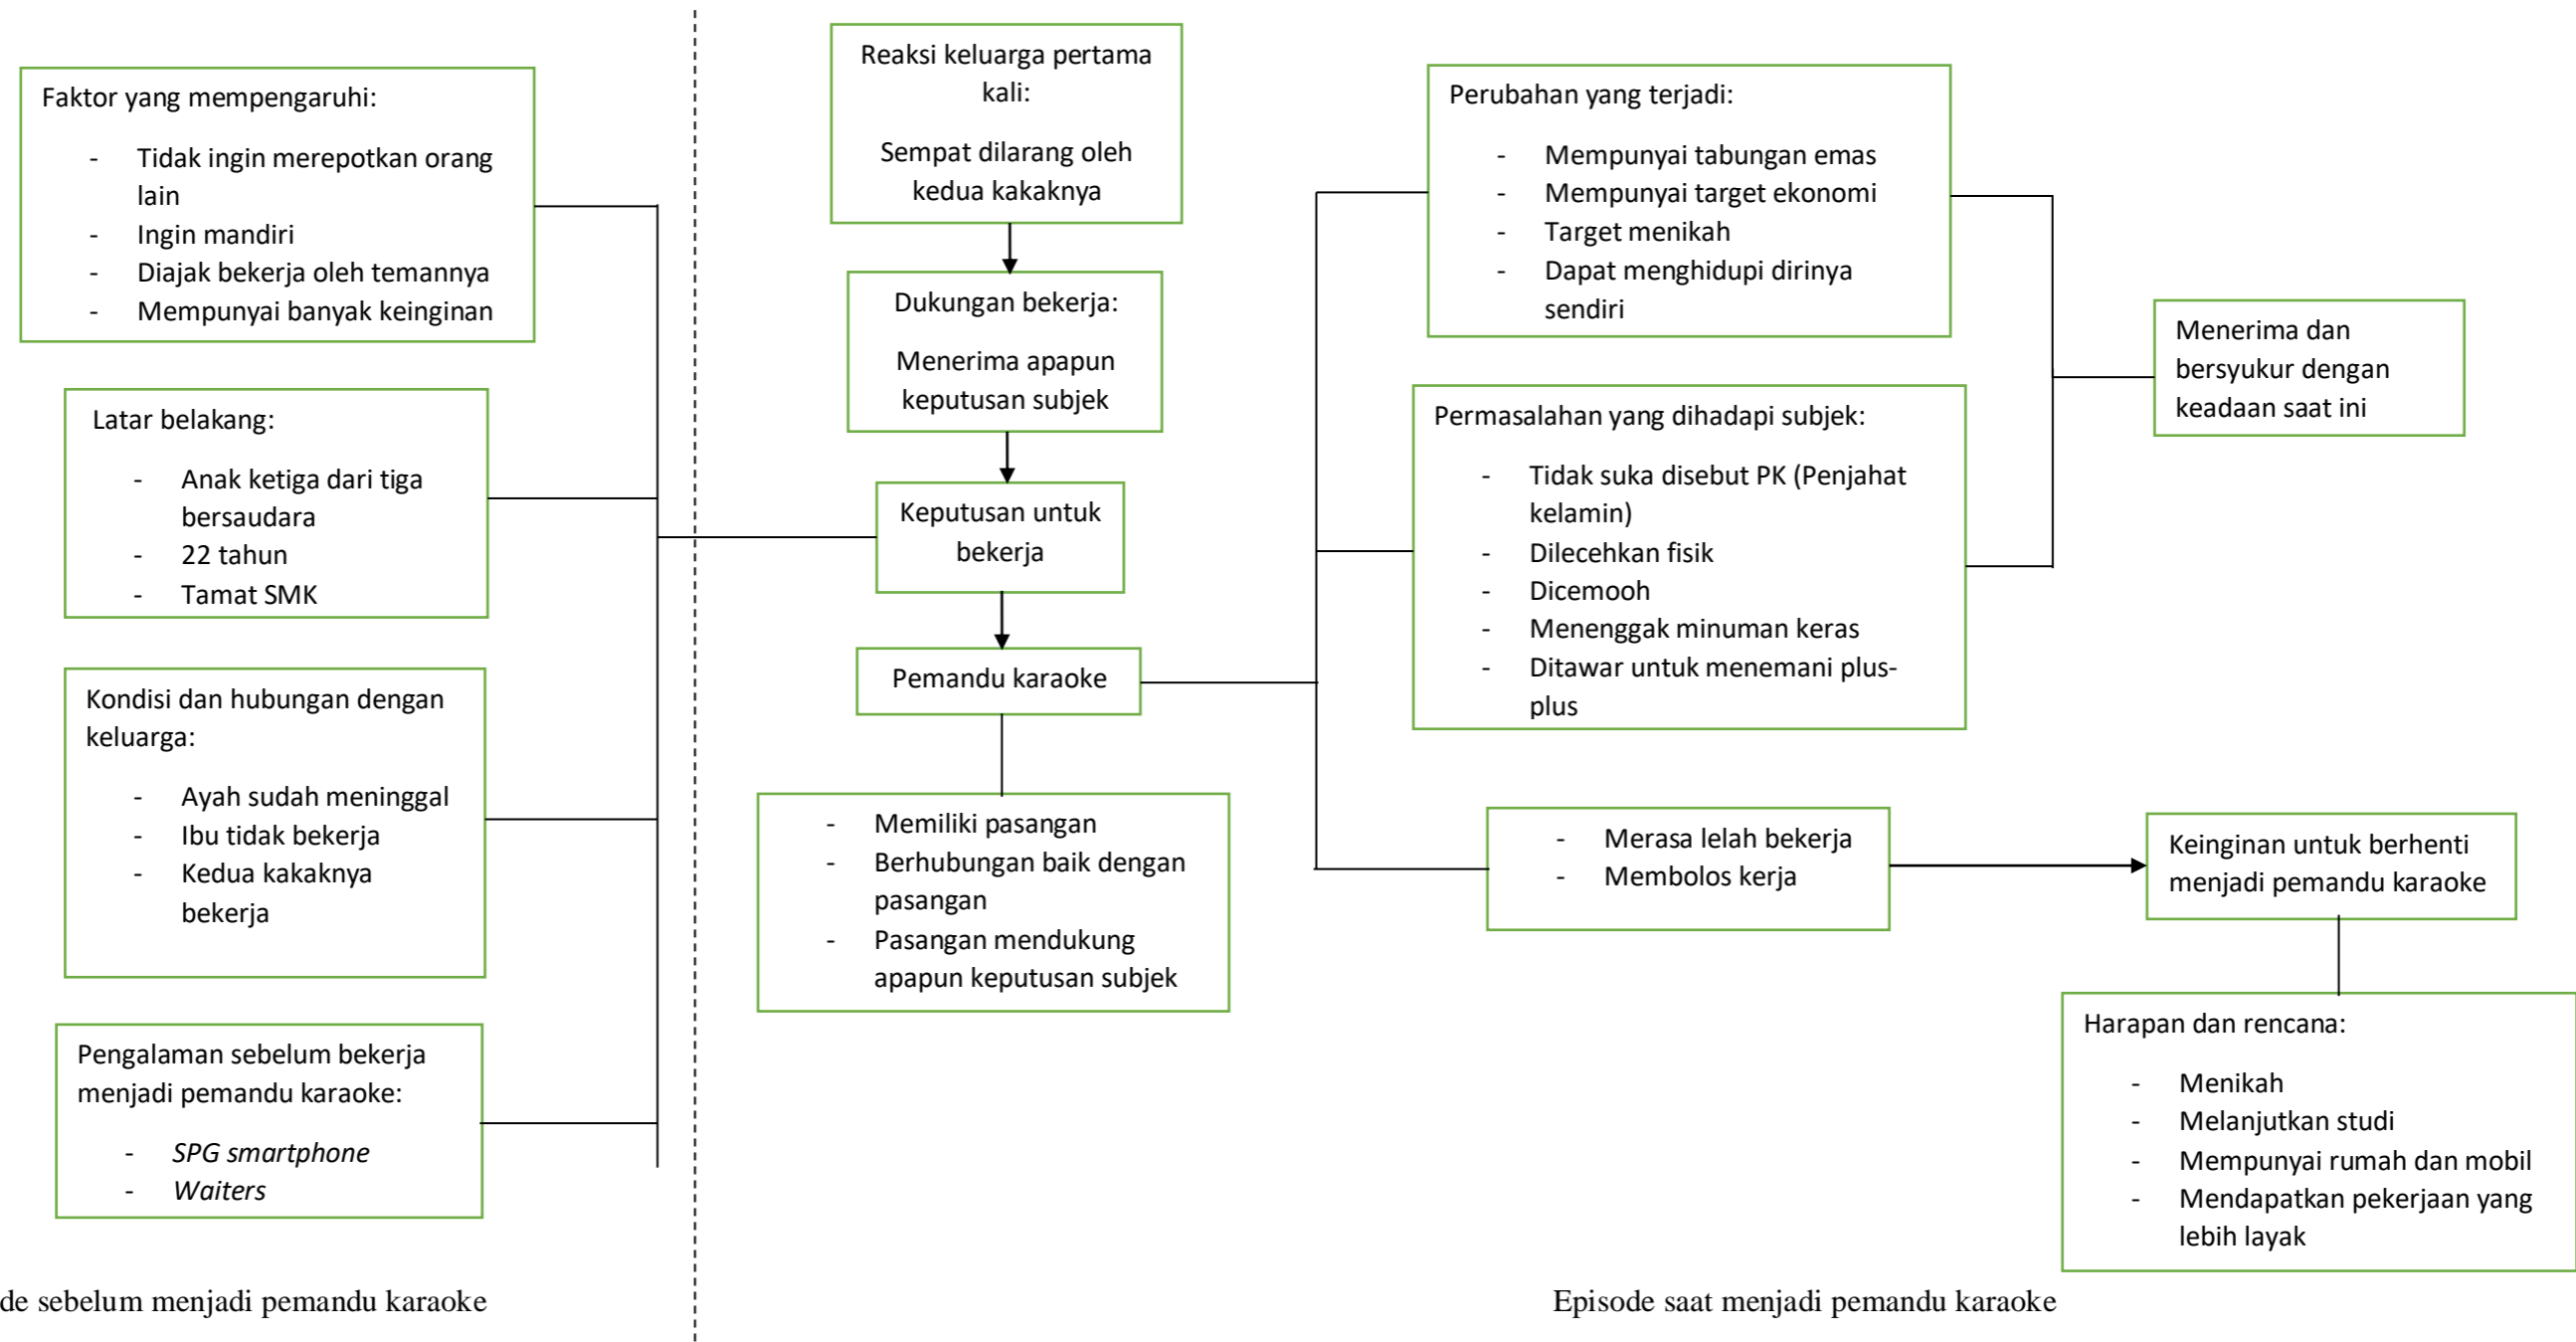 Faktor yang mempengaruhi:
- Tidak ingin merepotkan orang
lain
- Ingin mandiri
- Diajak bekerja oleh temannya
- Mempunyai banyak keinginan
Latar belakang:
- Anak ketiga dari tiga
bersaudara
- 22 tahun
- Tamat SMK
Kondisi dan hubungan dengan
keluarga:
- Ayah sudah meninggal
- Ibu tidak bekerja
- Kedua kakaknya
bekerja
Pengalaman sebelum bekerja
menjadi pemandu karaoke:
- SPG smartphone
- Waiters
de sebelum menjadi pemandu karaoke
Reaksi keluarga pertama
kali:
Sempat dilarang oleh
kedua kakaknya
Dukungan bekerja:
Menerima apapun
keputusan subjek
Keputusan untuk
bekerja
Pemandu karaoke
- Memiliki pasangan
- Berhubungan baik dengan
pasangan
- Pasangan mendukung
apapun keputusan subjek
Perubahan yang terjadi:
- Mempunyai tabungan emas
- Mempunyai target ekonomi
- Target menikah
- Dapat menghidupi dirinya
sendiri
Permasalahan yang dihadapi subjek:
- Tidak suka disebut PK (Penjahat
kelamin)
- Dilecehkan fisik
- Dicemooh
- Menenggak minuman keras
- Ditawar untuk menemani plus-
plus
- Merasa lelah bekerja
- Membolos kerja
Menerima dan
bersyukur dengan
keadaan saat ini
Keinginan untuk berhenti
menjadi pemandu karaoke
Harapan dan rencana:
- Menikah
- Melanjutkan studi
- Mempunyai rumah dan mobil
- Mendapatkan pekerjaan yang
lebih layak
Episode saat menjadi pemandu karaoke